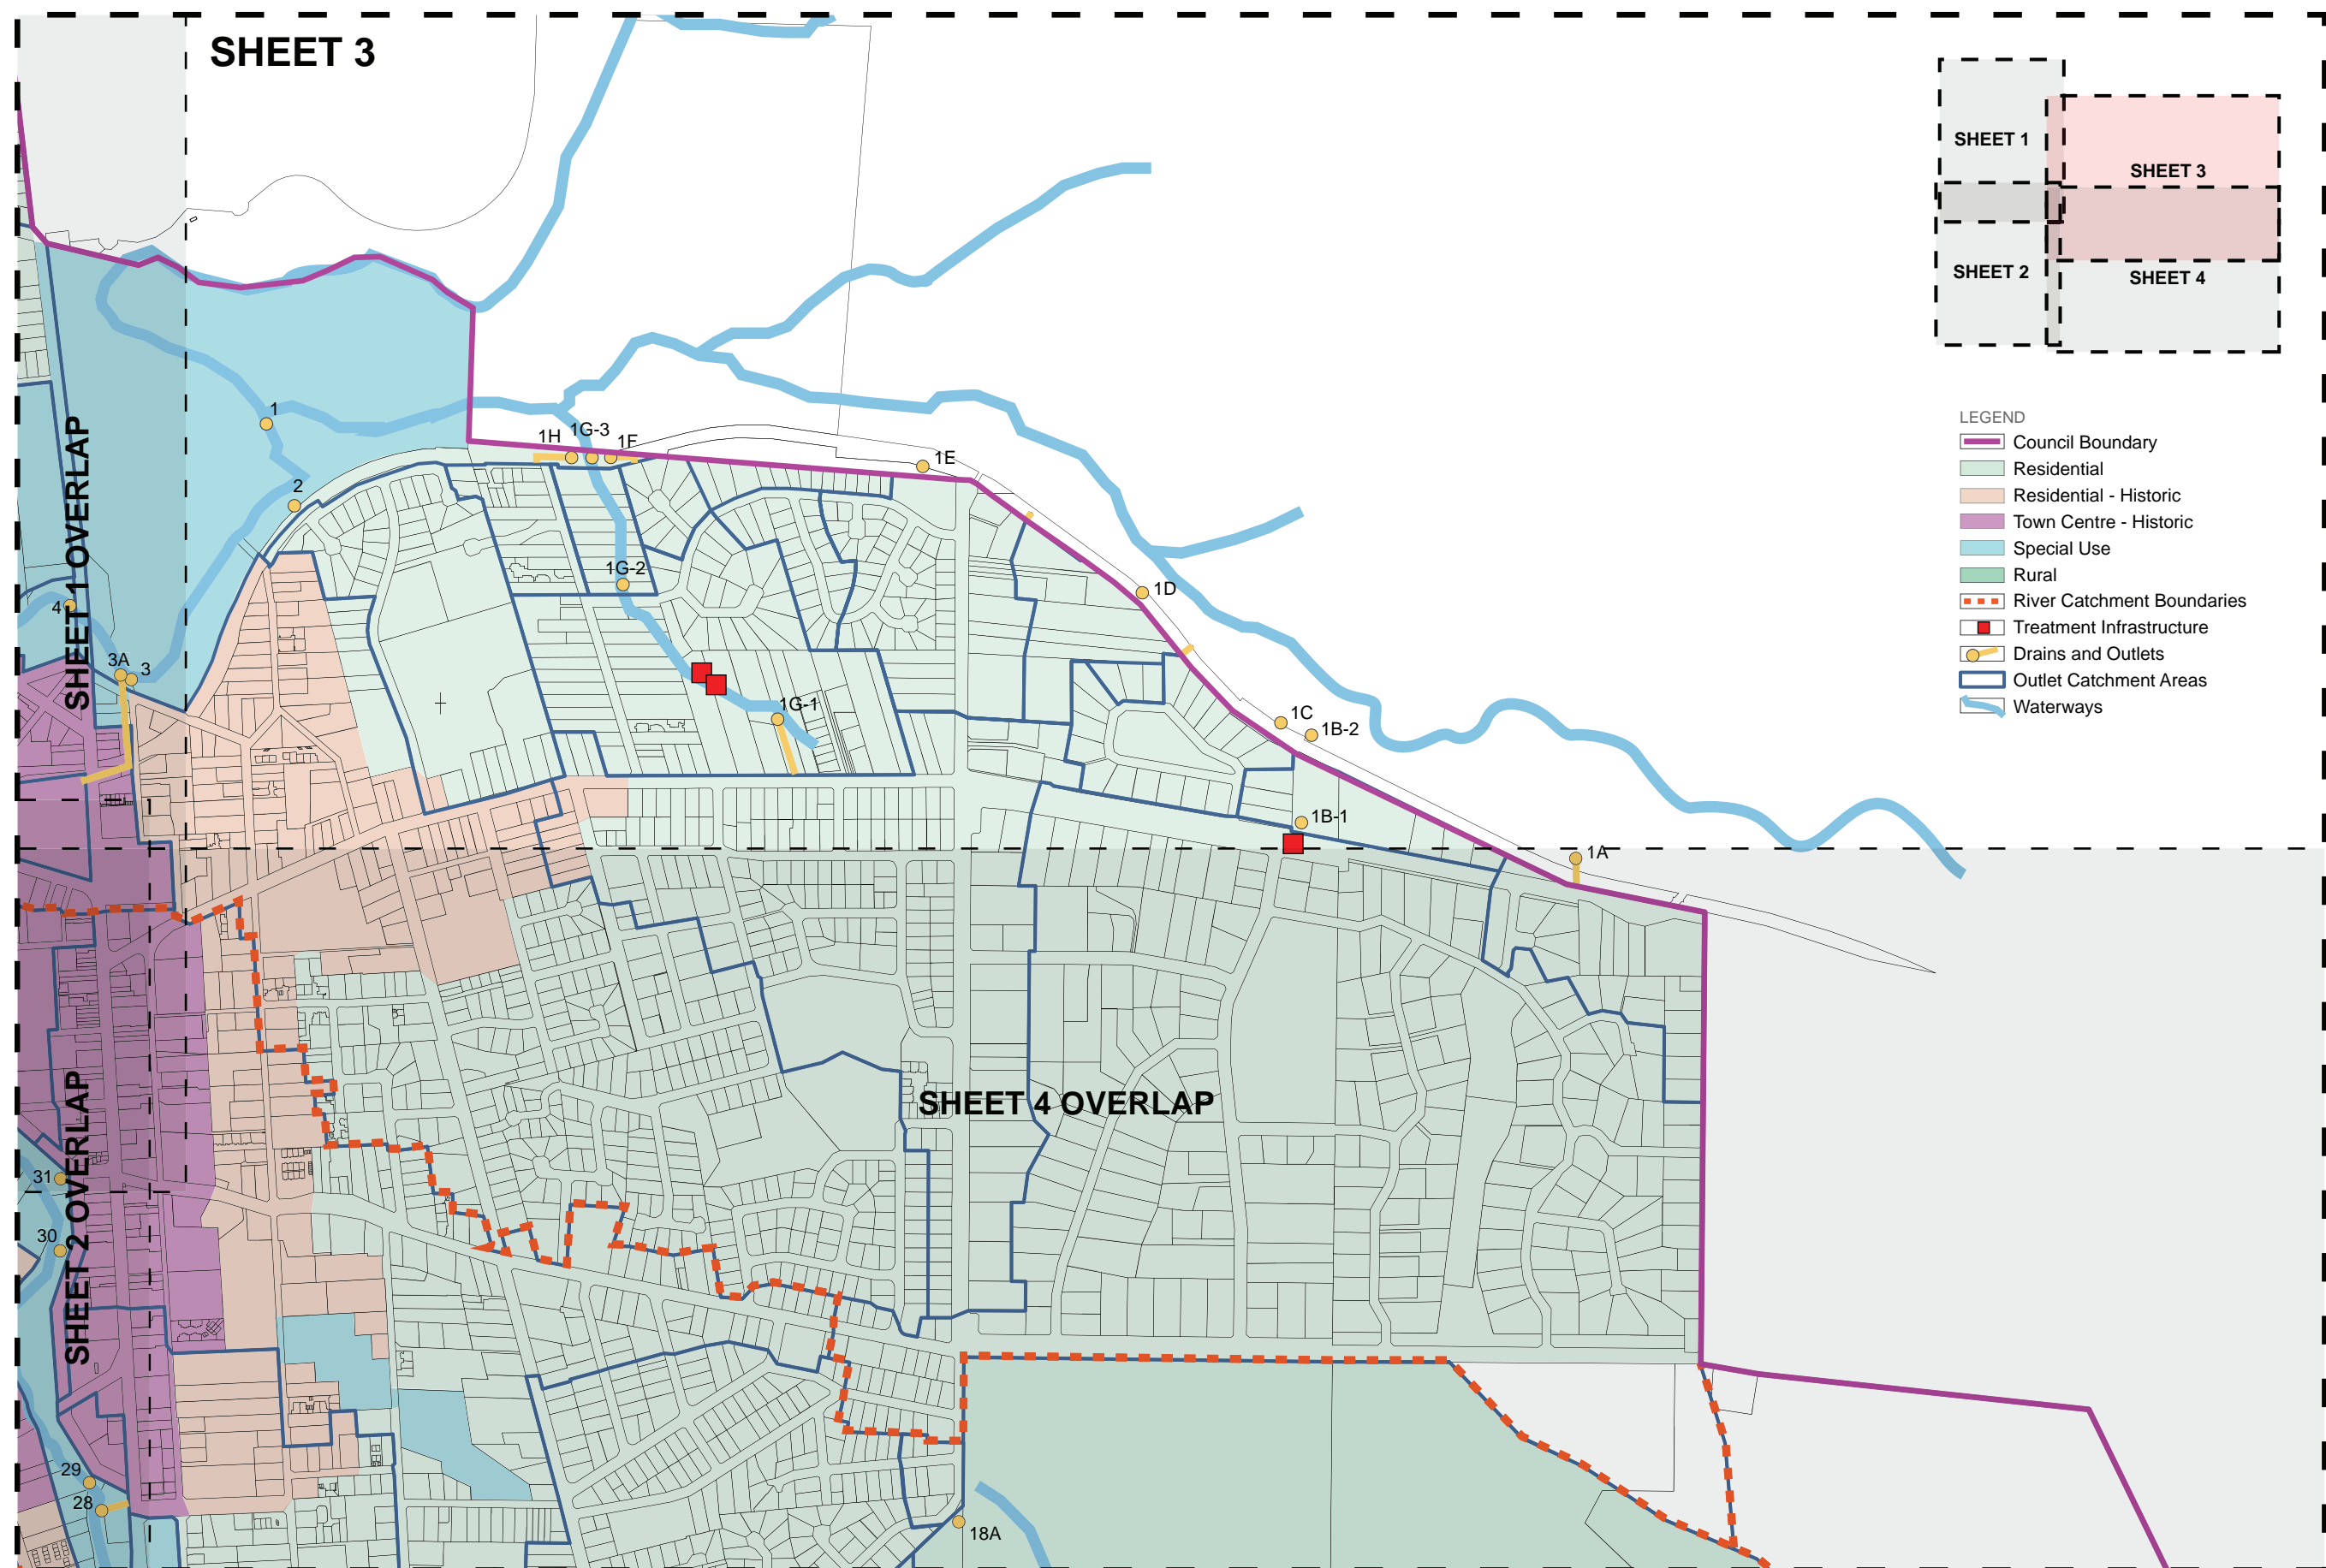 SHEET 3
SHEET 1
SHEET 3
SHEET 2
SHEET 4
LEGEND
Council Boundary
Residential
Residential - Historic
Town Centre - Historic
Special Use
Rural
River Catchment Boundaries
Treatment Infrastructure
Drains and Outlets
Outlet Catchment Areas
Waterways
1
1H
1G-3
1F
1E
2
1G-2
1D
4
SHEET 1 OVERLAP
3A
3
1G-1
1C
1B-2
1B-1
1A
SHEET 4 OVERLAP
SHEET 2 OVERLAP
31
30
29
28
18A